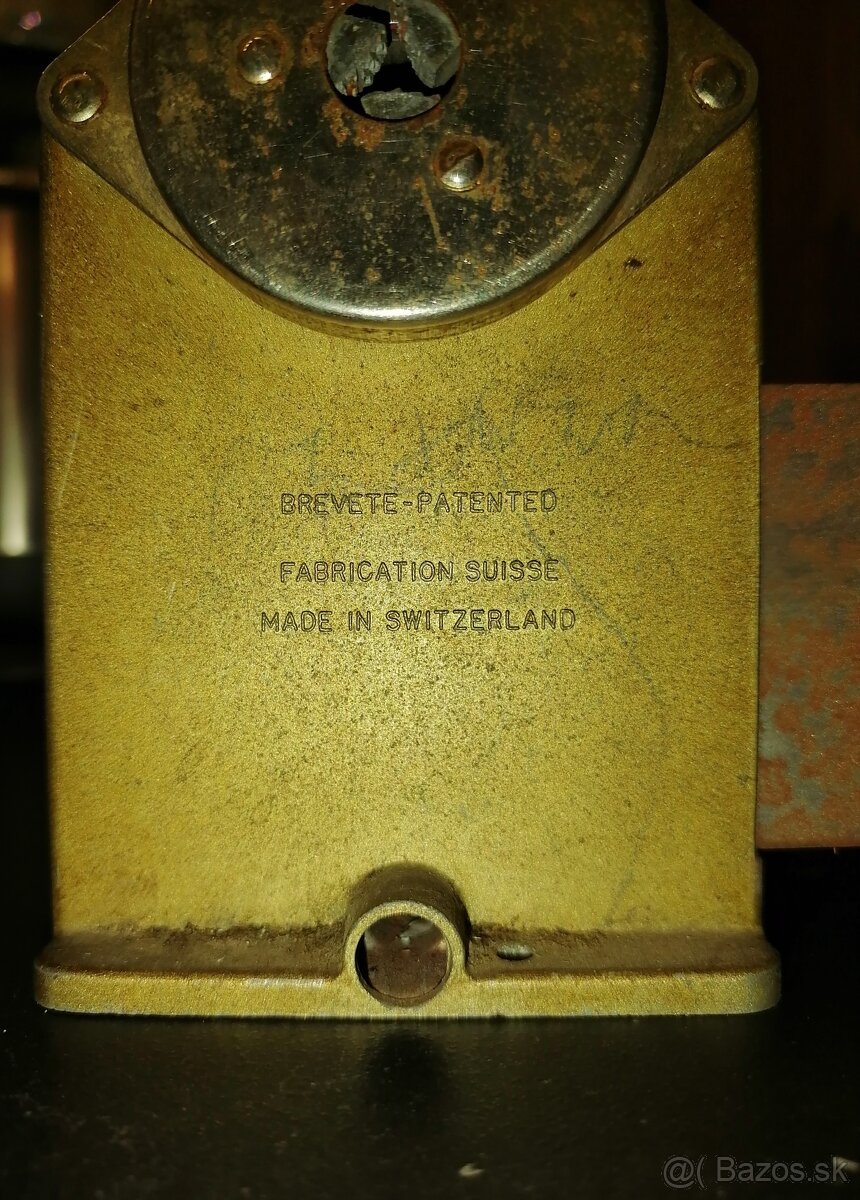 BREVETE-PATENTED
FABRICATION SUISSE
MADE IN SWITZERLAND
@( Bazos.sk